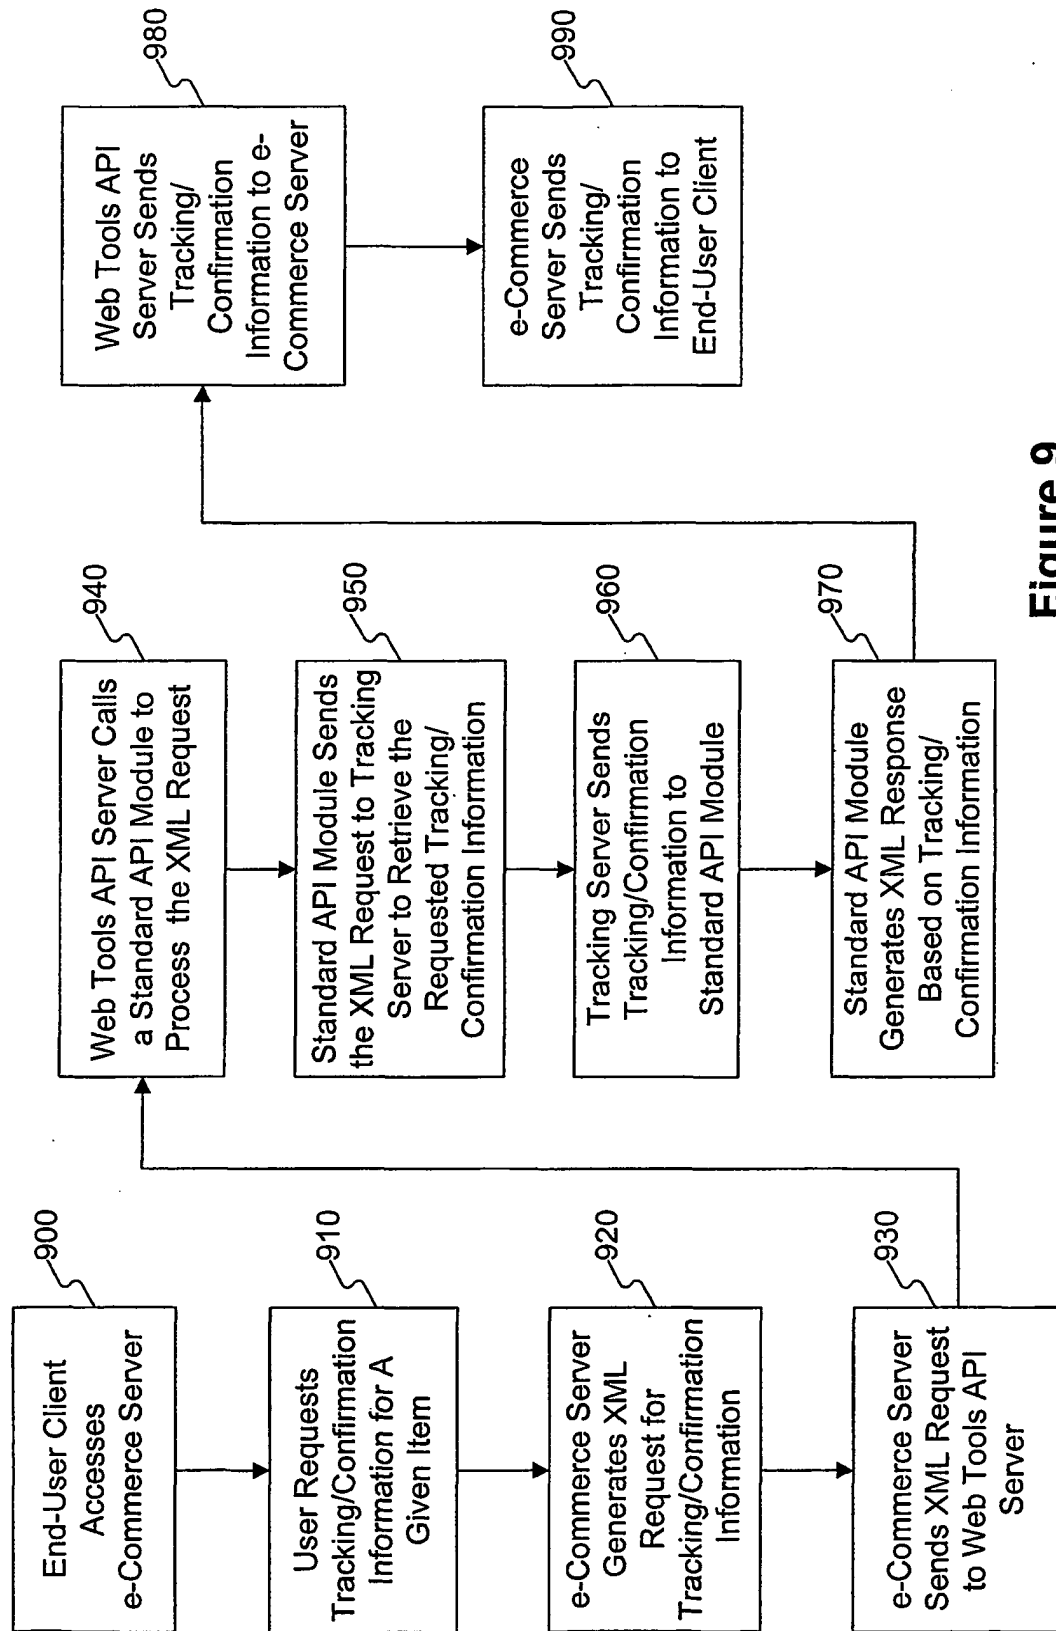 End-User Client
Accesses
e-Commerce Server
900
User Requests
Tracking/Confirmation
Information for A
Given Item
910
e-Commerce Server
Generates XML
Request for
Tracking/Confirmation
Information
920
e-Commerce Server
Sends XML Request
to Web Tools API
Server
930
Web Tools API Server Calls
a Standard API Module to
Process the XML Request
940
Standard API Module Sends
the XML Request to Tracking
Server to Retrieve the
Requested Tracking/
Confirmation Information
950
Tracking Server Sends
Tracking/Confirmation
Information to
Standard API Module
960
Standard API Module
Generates XML Response
Based on Tracking/
Confirmation Information
970
Web Tools API
Server Sends
Tracking/
Confirmation
Information to e-
Commerce Server
980
e-Commerce
Server Sends
Tracking/
Confirmation
Information to
End-User Client
990
Figure 9